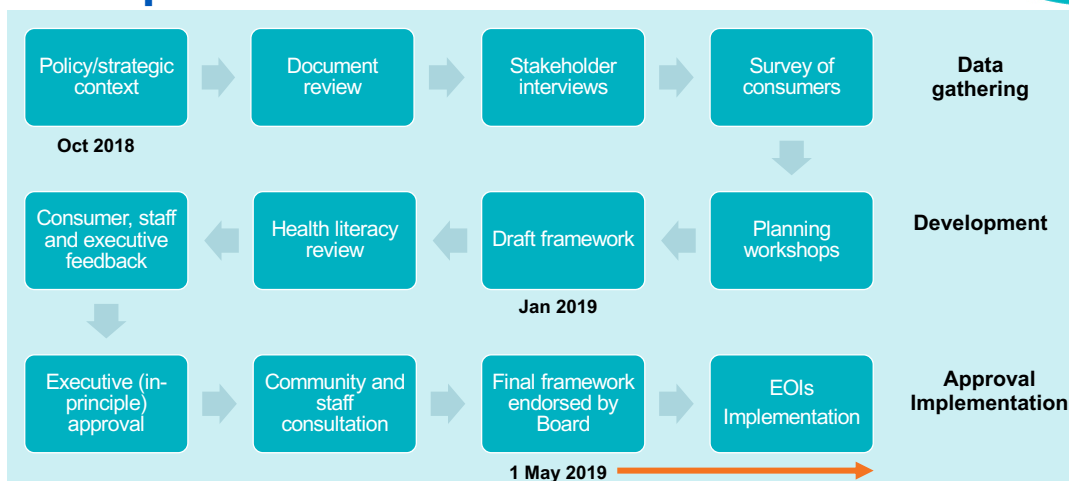 Policy/strategic
context
Document
review
Stakeholder
interviews
Survey of
consumers
Data
gathering
Oct 2018
Consumer, staff
and executive
feedback
Health literacy
review
Draft framework
Planning
workshops
Development
Jan 2019
Executive (in-
principle)
approval
Community and
staff
consultation
Final framework
endorsed by
Board
EOIs
Implementation
Approval
Implementation
1 May 2019